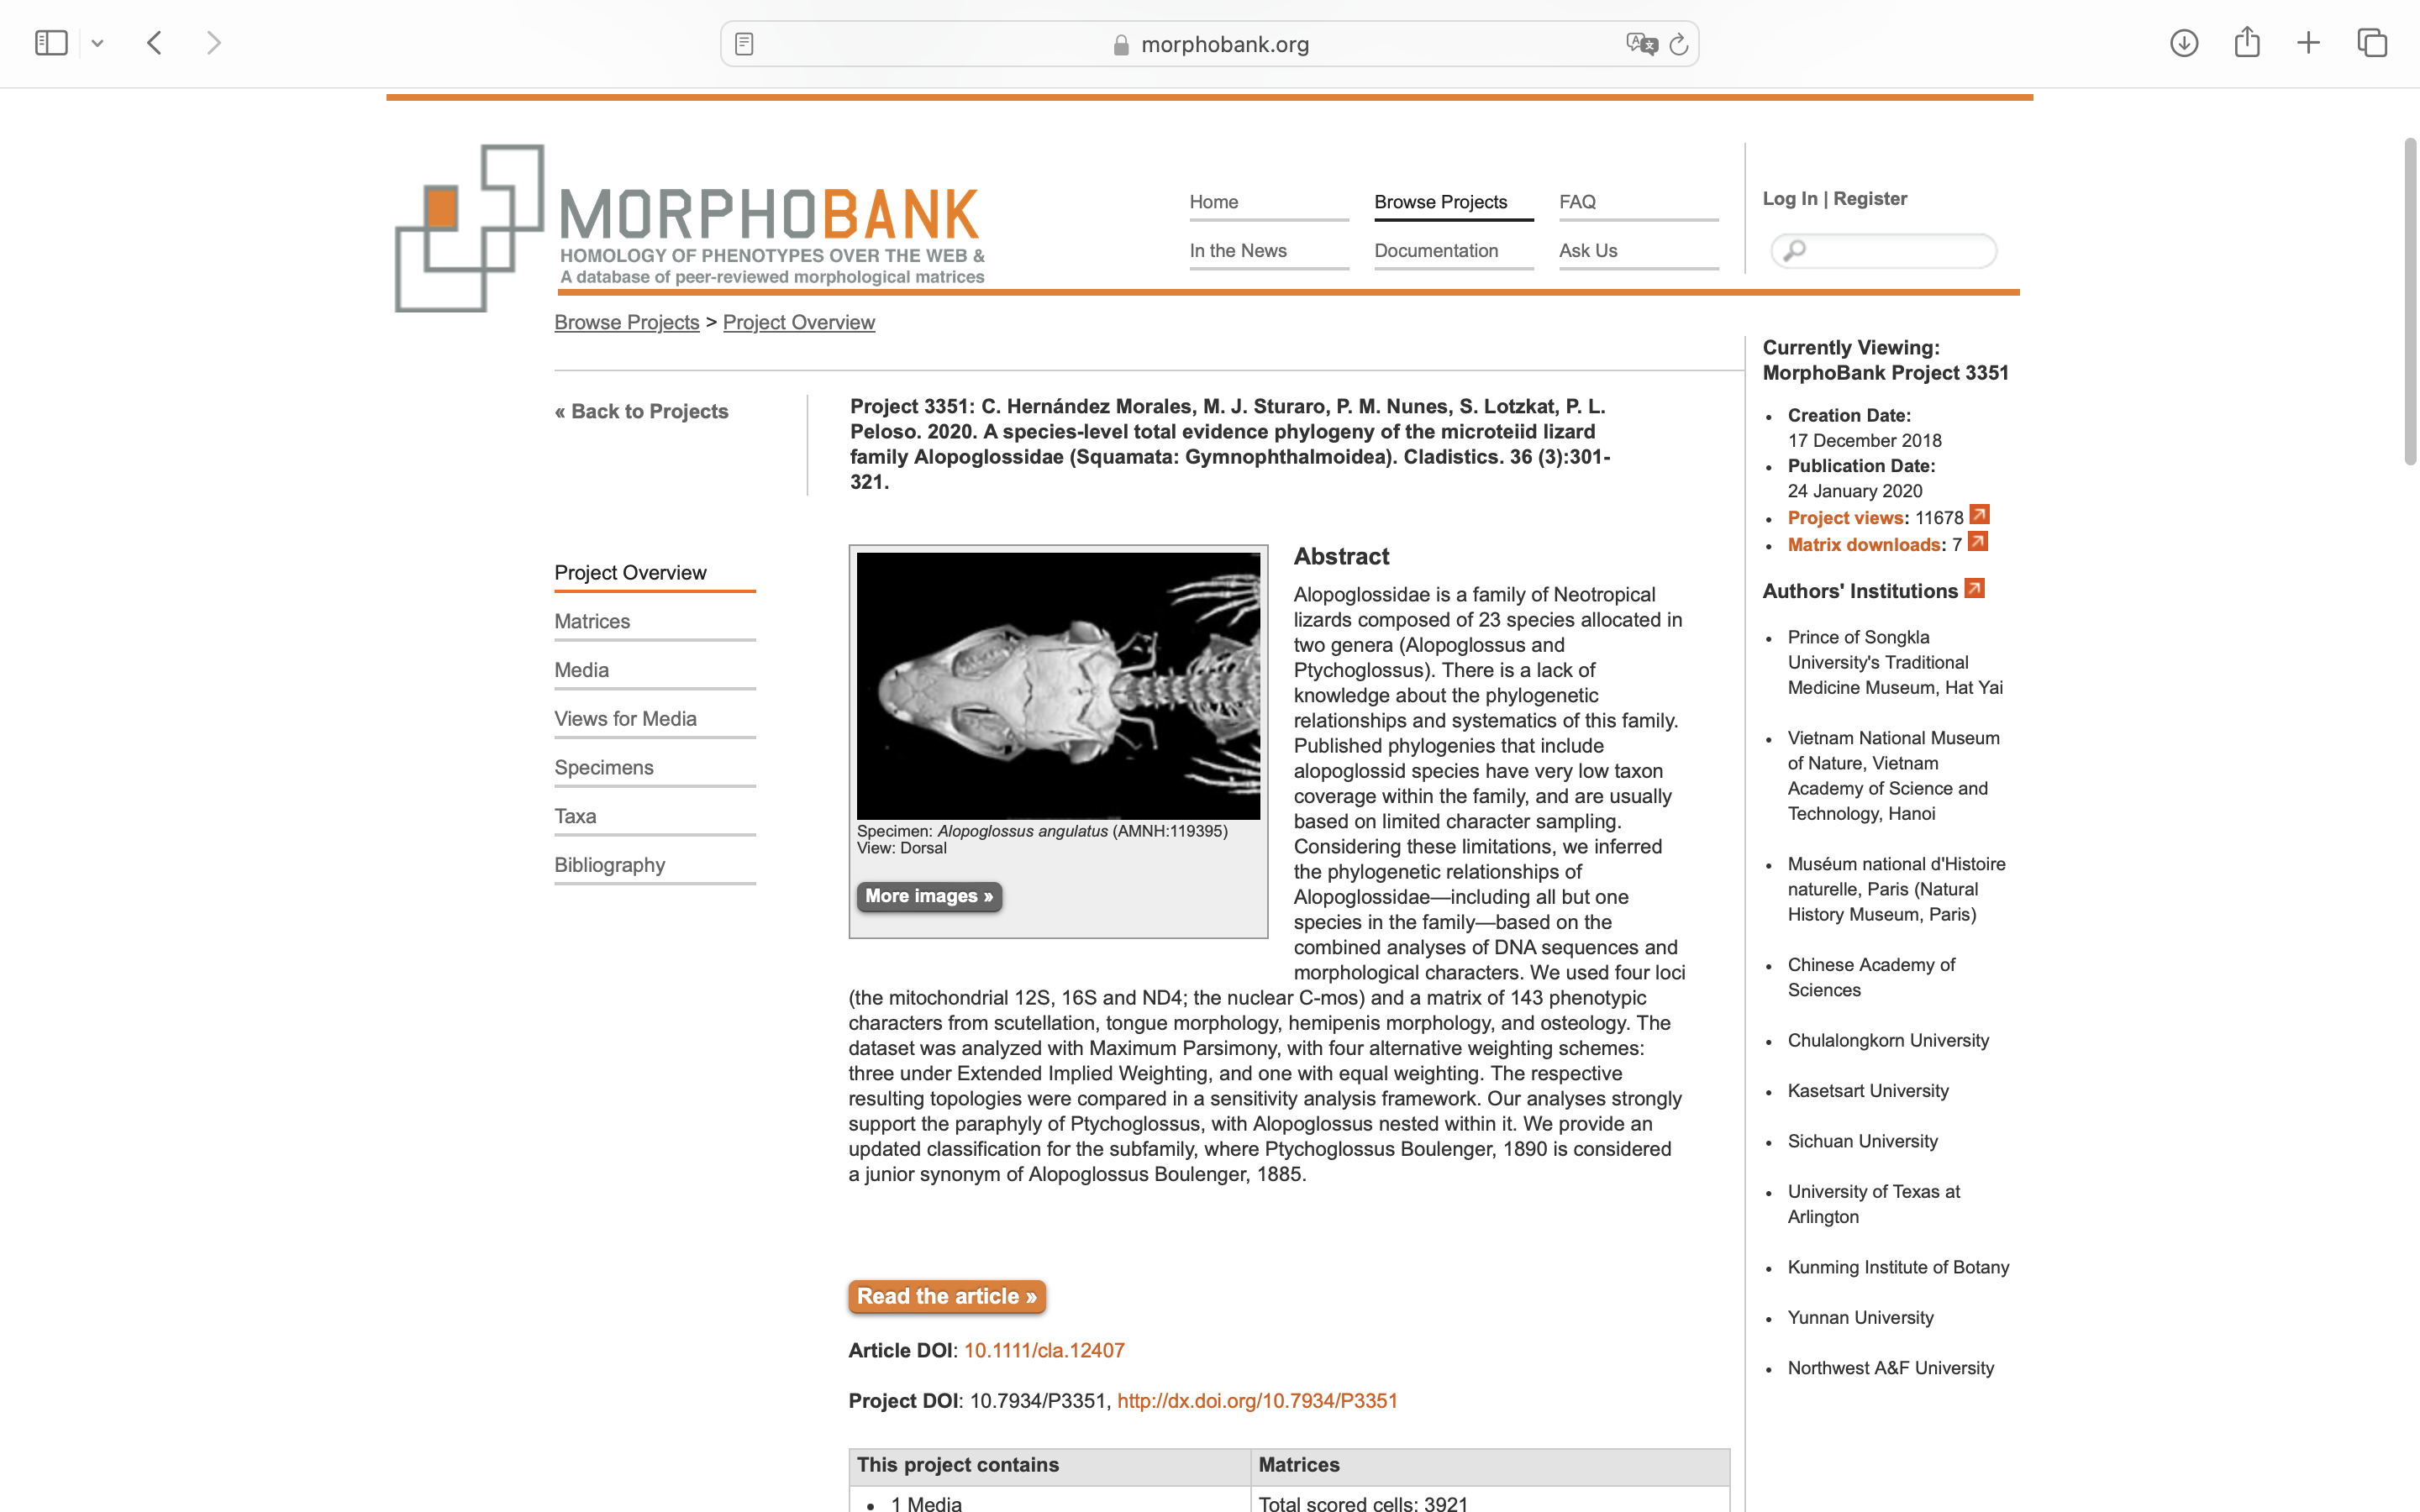 morphobank.org
MORPHOBANK
HOMOLOGY OF PHENOTYPES OVER THE WEB &
A database of peer-reviewed morphological matrices
Home
Browse Projects
FAQ
In the News
Documentation
Ask Us
Log In | Register
Browse Projects > Project Overview
« Back to Projects
Project 3351: C. Hernández Morales, M. J. Sturaro, P. M. Nunes, S. Lotzkat, P. L.
Peloso. 2020. A species-level total evidence phylogeny of the microteiid lizard
family Alopoglossidae (Squamata: Gymnophthalmoidea). Cladistics. 36 (3):301-
321.
Project Overview
Matrices
Media
Views for Media
Specimens
Taxa
Bibliography
Specimen: Alopoglossus angulatus (AMNH:119395)
View: Dorsal
More images »
Abstract
Alopoglossidae is a family of Neotropical
lizards composed of 23 species allocated in
two genera (Alopoglossus and
Ptychoglossus). There is a lack of
knowledge about the phylogenetic
relationships and systematics of this family.
Published phylogenies that include
alopoglossid species have very low taxon
coverage within the family, and are usually
based on limited character sampling.
Considering these limitations, we inferred
the phylogenetic relationships of
Alopoglossidae—including all but one
species in the family—based on the
combined analyses of DNA sequences and
morphological characters. We used four loci
(the mitochondrial 12S, 16S and ND4; the nuclear C-mos) and a matrix of 143 phenotypic
characters from scutellation, tongue morphology, hemipenis morphology, and osteology. The
dataset was analyzed with Maximum Parsimony, with four alternative weighting schemes:
three under Extended Implied Weighting, and one with equal weighting. The respective
resulting topologies were compared in a sensitivity analysis framework. Our analyses strongly
support the paraphyly of Ptychoglossus, with Alopoglossus nested within it. We provide an
updated classification for the subfamily, where Ptychoglossus Boulenger, 1890 is considered
a junior synonym of Alopoglossus Boulenger, 1885.
Read the article »
Article DOI: 10.1111/cla.12407
Project DOI: 10.7934/P3351, http://dx.doi.org/10.7934/P3351
This project contains
Matrices
• 1 Media
Total scored cells: 3921
Currently Viewing:
MorphoBank Project 3351
• Creation Date:
17 December 2018
• Publication Date:
24 January 2020
• Project views: 11678
• Matrix downloads: 7
Authors' Institutions
• Prince of Songkla
University's Traditional
Medicine Museum, Hat Yai
• Vietnam National Museum
of Nature, Vietnam
Academy of Science and
Technology, Hanoi
• Muséum national d'Histoire
naturelle, Paris (Natural
History Museum, Paris)
• Chinese Academy of
Sciences
• Chulalongkorn University
• Kasetsart University
• Sichuan University
• University of Texas at
Arlington
• Kunming Institute of Botany
• Yunnan University
• Northwest A&F University